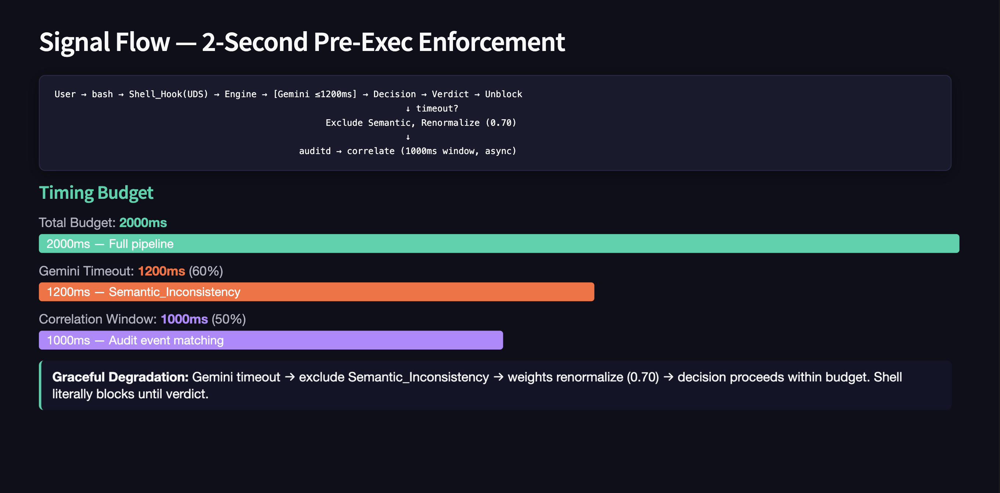 Signal Flow — 2-Second Pre-Exec Enforcement
User → bash → Shell_Hook(UDS) → Engine → [Gemini ≤1200ms] → Decision → Verdict → Unblock
↓ timeout?
Exclude Semantic, Renormalize (0.70)
↓
auditd → correlate (1000ms window, async)
Timing Budget
Total Budget: 2000ms
2000ms — Full pipeline
Gemini Timeout: 1200ms (60%)
1200ms — Semantic_Inconsistency
Correlation Window: 1000ms (50%)
1000ms — Audit event matching
Graceful Degradation: Gemini timeout → exclude Semantic_Inconsistency → weights renormalize (0.70) → decision proceeds within budget. Shell
literally blocks until verdict.